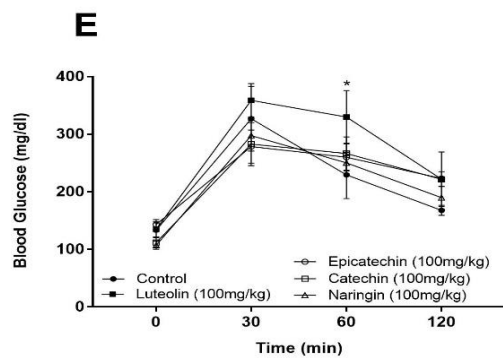 E
400
*
300
200
100
0
Blood Glucose (mg/dl)
Control
Luteolin (100mg/kg)
Epicatechin (100mg/kg)
Catechin (100mg/kg)
Naringin (100mg/kg)
0 30 60 120
Time (min)